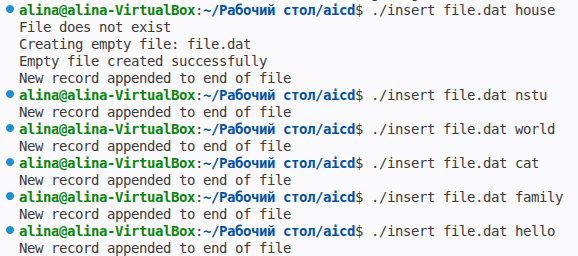 alina@alina-VirtualBox:~/Рабочий стол/aicd$ ./insert file.dat house
File does not exist
Creating empty file: file.dat
Empty file created successfully
New record appended to end of file
alina@alina-VirtualBox:~/Рабочий стол/aicd$ ./insert file.dat nstu
New record appended to end of file
alina@alina-VirtualBox:~/Рабочий стол/aicd$ ./insert file.dat world
New record appended to end of file
alina@alina-VirtualBox:~/Рабочий стол/aicd$ ./insert file.dat cat
New record appended to end of file
alina@alina-VirtualBox:~/Рабочий стол/aicd$ ./insert file.dat family
New record appended to end of file
alina@alina-VirtualBox:~/Рабочий стол/aicd$ ./insert file.dat hello
New record appended to end of file